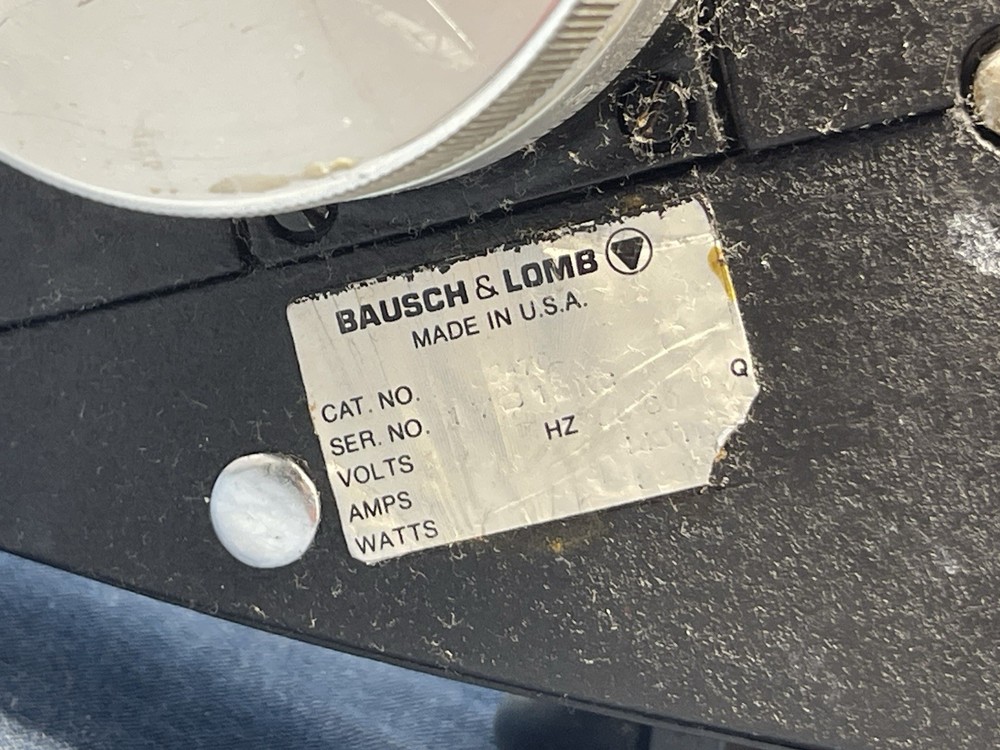 BAUSCH & LOMB
MADE IN U.S.A.
CAT. NO.
SER. NO.
VOLTS HZ Q
AMPS
WATTS